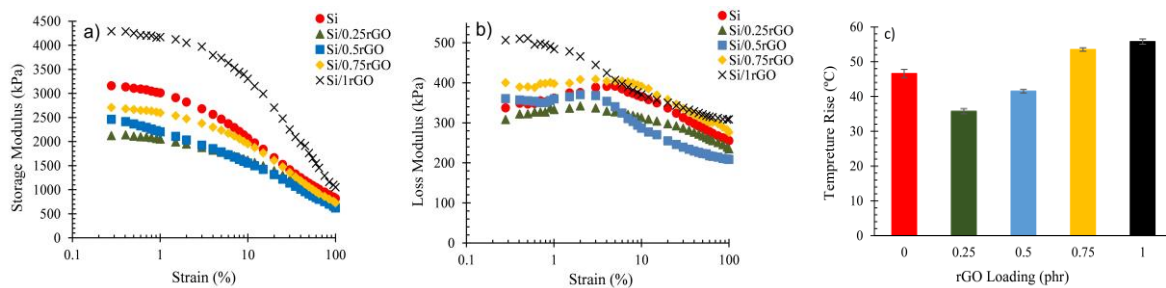 a)
Si
Si/0.25rGO
Si/0.5rGO
Si/0.75rGO
Si/1rGO
Storage Modulus (kPa)
4500
4000
3500
3000
2500
2000
1500
1000
500
0
0.1 1 10 100
Strain (%)
b)
Si
Si/0.25rGO
Si/0.5rGO
Si/0.75rGO
Si/1rGO
Loss Modulus (kPa)
500
400
300
200
100
0
0.1 1 10 100
Strain (%)
c)
Tempreture Rise (ºC)
60
50
40
30
20
10
0
0 0.25 0.5 0.75 1
rGO Loading (phr)